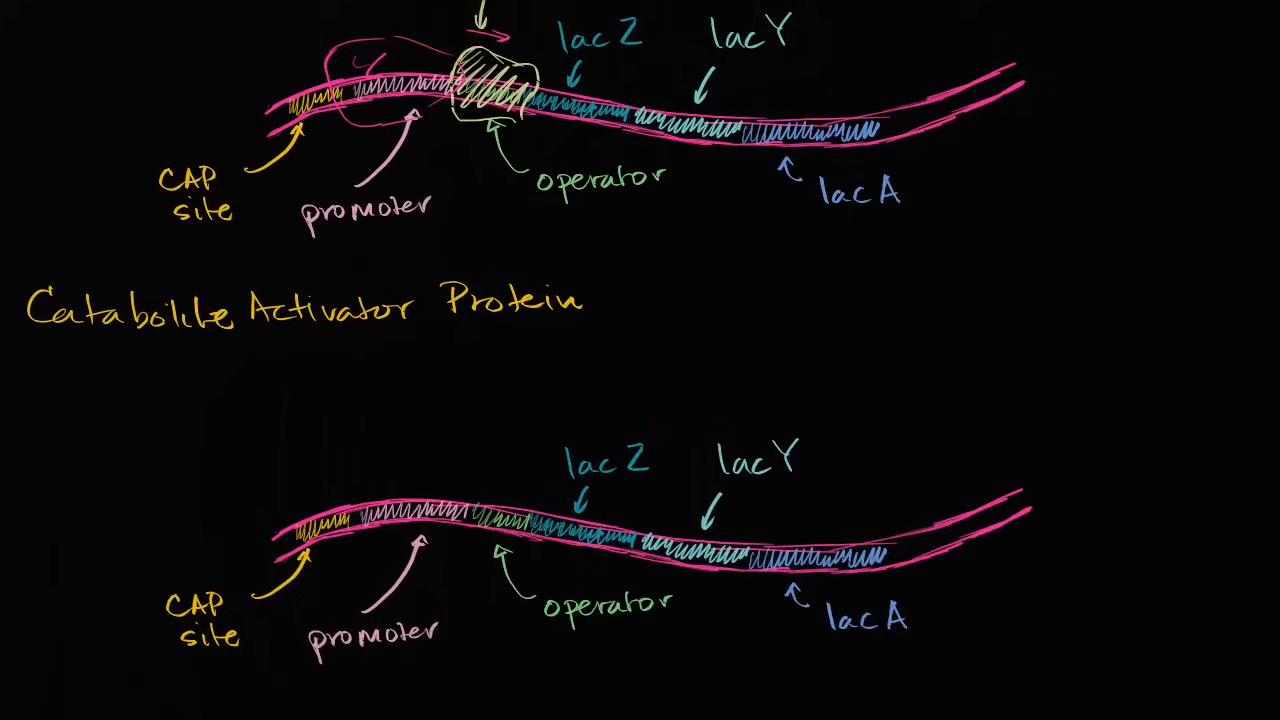 lac Z
lac Y
CAP
site
promoter
operator
lac A
Catabolite Activator Protein
lac Z
lac Y
CAP
site
promoter
operator
lac A